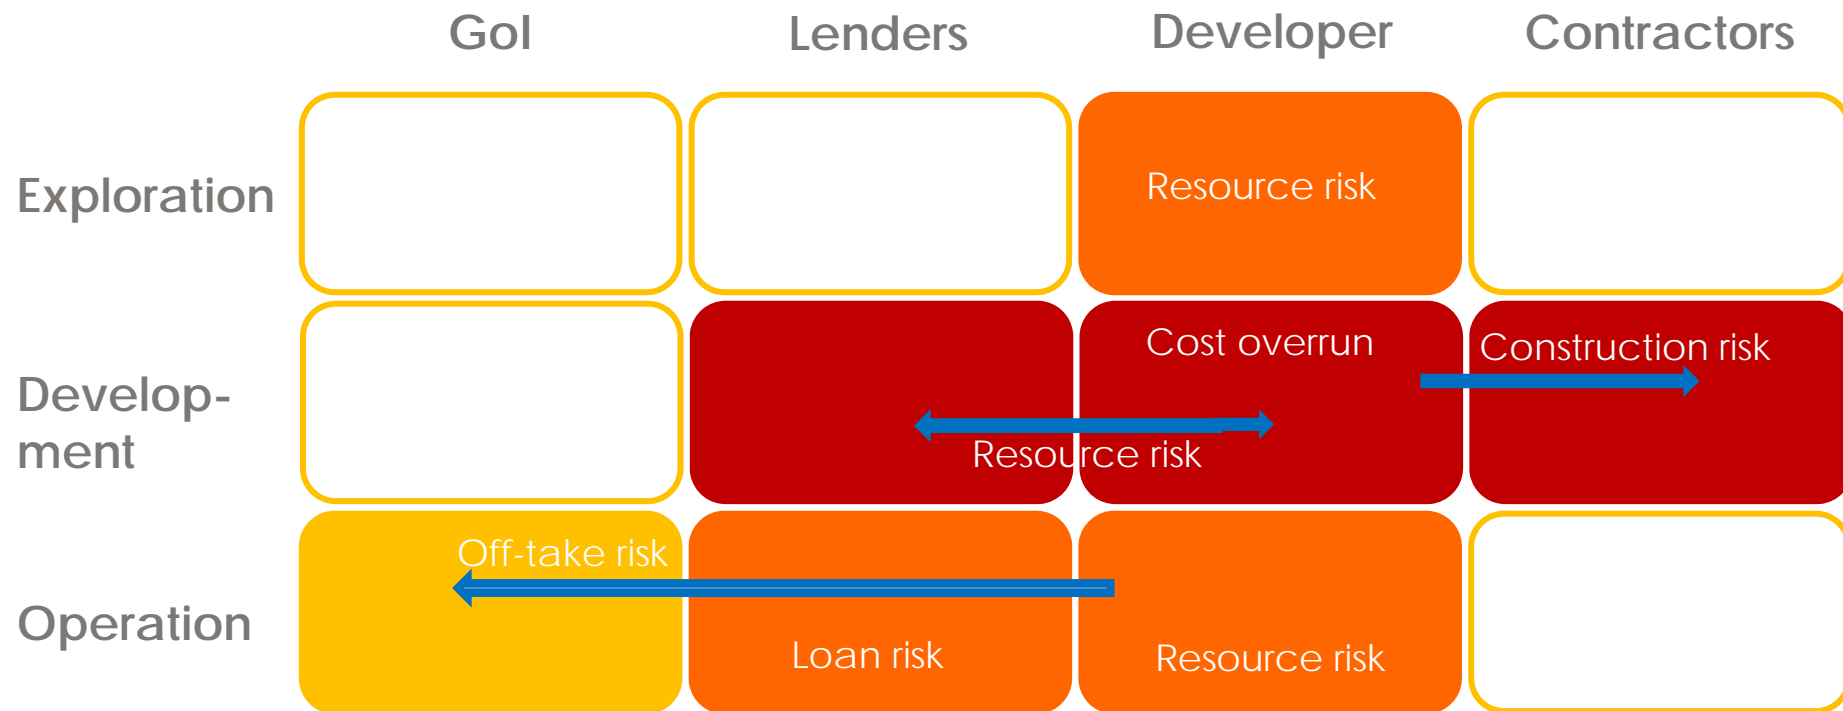 GoI
Lenders
Developer
Contractors
Exploration
Resource risk
Develop-
ment
Cost overrun
Construction risk
Resource risk
Operation
Off-take risk
Loan risk
Resource risk